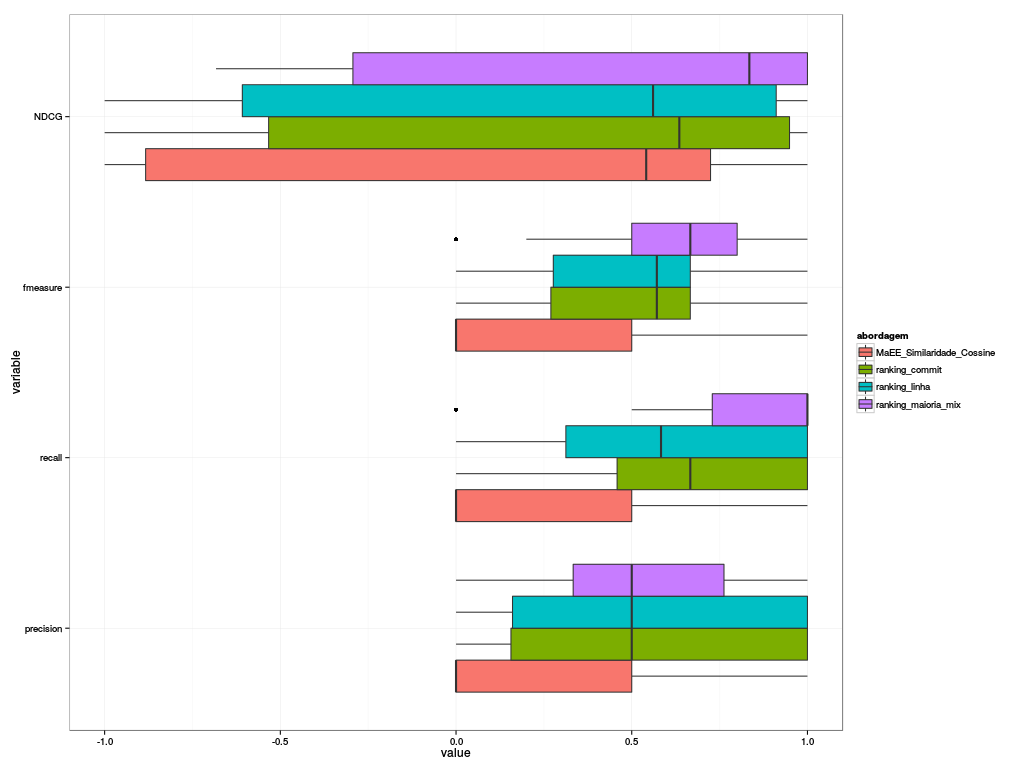 NDCG
fmeasure
recall
precision
variable
-1.0
-0.5
0.0
0.5
1.0
value
abordagem
MaEE_Similaridade_Cossine
ranking_commit
ranking_linha
ranking_maioria_mix